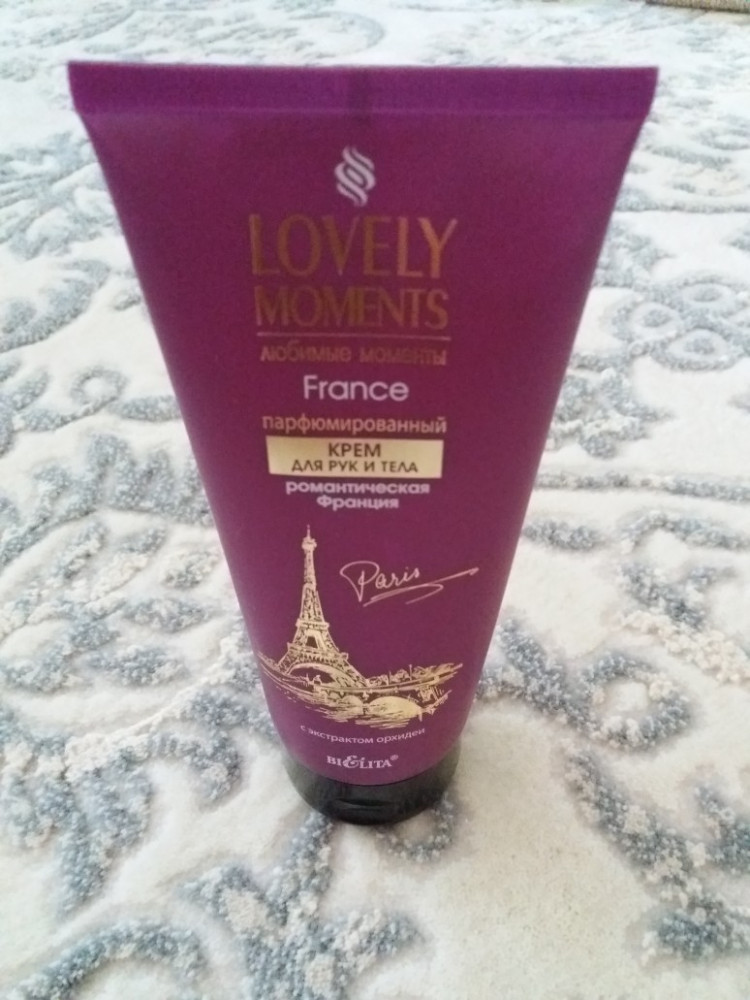 LOVELY
MOMENTS
любимые моменты
France
парфюмированный
КРЕМ
ДЛЯ РУК И ТЕЛА
романтическая
Франция
Paris
с экстрактом орхидеи
BIELITA®